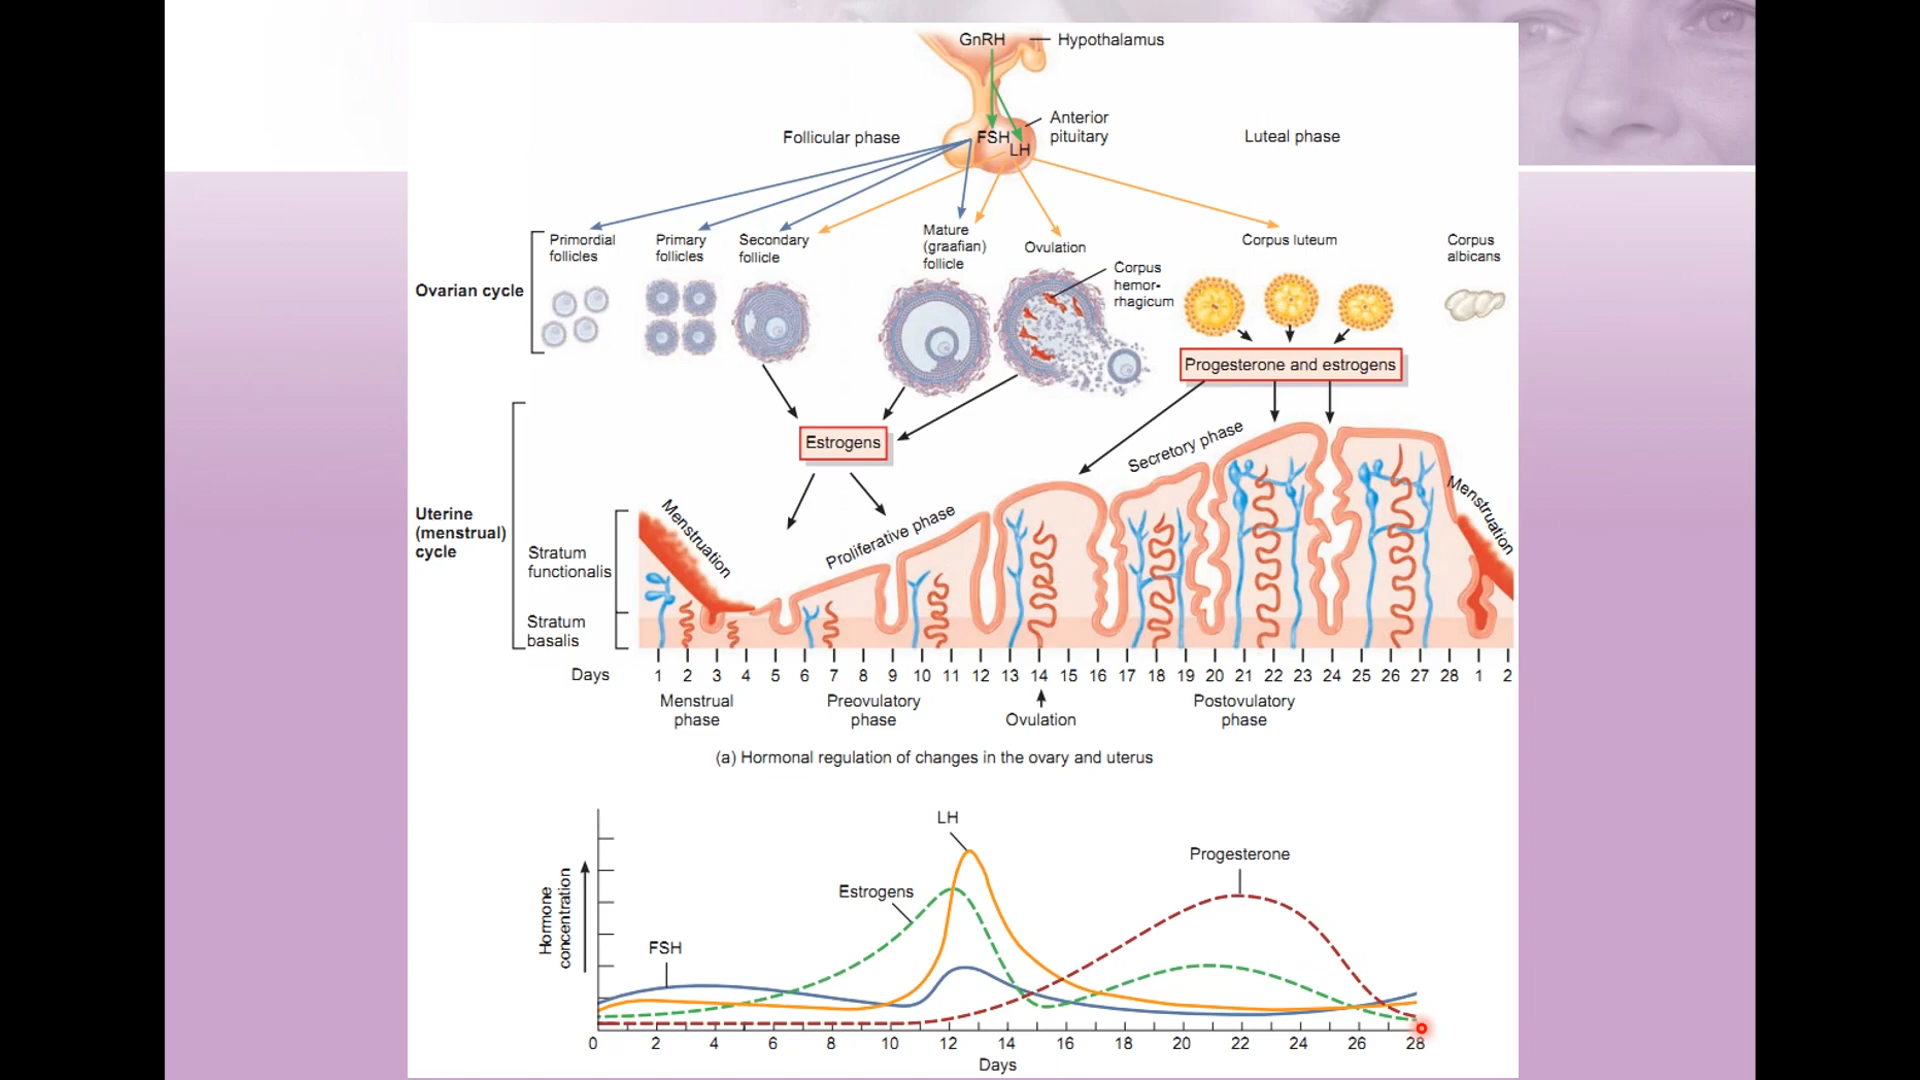 GnRH
Hypothalamus
Anterior
pituitary
FSH
LH
Follicular phase
Luteal phase
Primordial
follicles
Primary
follicles
Secondary
follicle
Mature
(graafian)
follicle
Ovulation
Corpus
hemor-
rhagicum
Corpus luteum
Corpus
albicans
Ovarian cycle
Progesterone and estrogens
Estrogens
Uterine
(menstrual)
cycle
Stratum
functionalis
Stratum
basalis
Menstruation
Proliferative phase
Secretory phase
Menstruation
Days 1 2 3 4 5 6 7 8 9 10 11 12 13 14 15 16 17 18 19 20 21 22 23 24 25 26 27 28 1 2
Menstrual
phase
Preovulatory
phase
Ovulation
Postovulatory
phase
(a) Hormonal regulation of changes in the ovary and uterus
Hormone
concentration
FSH
Estrogens
LH
Progesterone
0 2 4 6 8 10 12 14 16 18 20 22 24 26 28
Days